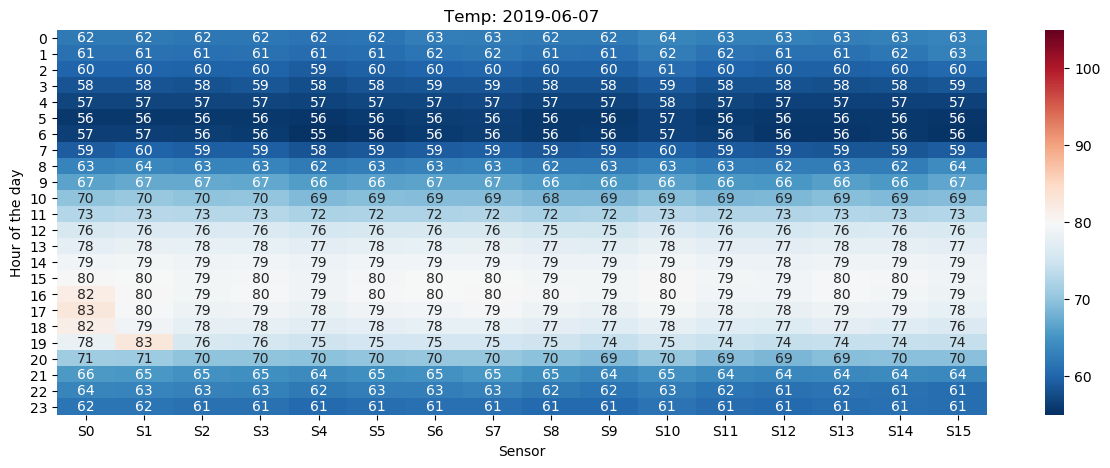 Temp: 2019-06-07
Hour of the day
0 62 62 62 62 62 62 63 63 62 62 64 63 63 63 63 63
1 61 61 61 61 61 61 62 62 61 61 62 62 61 61 62 63
2 60 60 60 60 59 60 60 60 60 60 61 60 60 60 60 60
3 58 58 58 59 58 58 59 59 58 58 59 58 58 58 58 59
4 57 57 57 57 57 57 57 57 57 57 58 57 57 57 57 57
5 56 56 56 56 56 56 56 56 56 56 57 56 56 56 56 56
6 57 57 56 56 55 56 56 56 56 56 57 56 56 56 56 56
7 59 60 59 59 58 59 59 59 59 59 60 59 59 59 59 59
8 63 64 63 63 62 63 63 63 62 63 63 63 62 63 62 64
9 67 67 67 67 66 66 67 67 66 66 66 66 66 66 66 67
10 70 70 70 70 69 69 69 69 68 69 69 69 69 69 69 69
11 73 73 73 73 72 72 72 72 72 72 73 72 73 73 73 73
12 76 76 76 76 76 76 76 76 75 75 76 76 76 76 76 76
13 78 78 78 78 77 78 78 78 77 77 78 77 77 78 78 77
14 79 79 79 79 79 79 79 79 79 79 79 79 79 79 79 79
15 80 80 79 80 79 80 80 80 80 79 80 79 79 80 80 79
16 82 80 79 80 79 80 80 80 80 79 80 79 79 80 79 79
17 83 80 79 79 78 79 79 79 79 78 79 78 78 79 79 78
18 82 79 78 78 77 78 78 78 77 77 78 77 77 77 77 76
19 78 83 76 76 75 75 75 75 75 74 75 74 74 74 74 74
20 71 71 70 70 70 70 70 70 70 69 70 69 69 69 70 70
21 66 65 65 65 64 65 65 65 65 64 65 64 64 64 64 64
22 64 63 63 63 62 63 63 63 62 62 63 62 61 62 61 61
23 62 62 61 61 61 61 61 61 61 61 61 61 61 61 61 61
S0 S1 S2 S3 S4 S5 S6 S7 S8 S9 S10 S11 S12 S13 S14 S15
Sensor
100
90
80
70
60